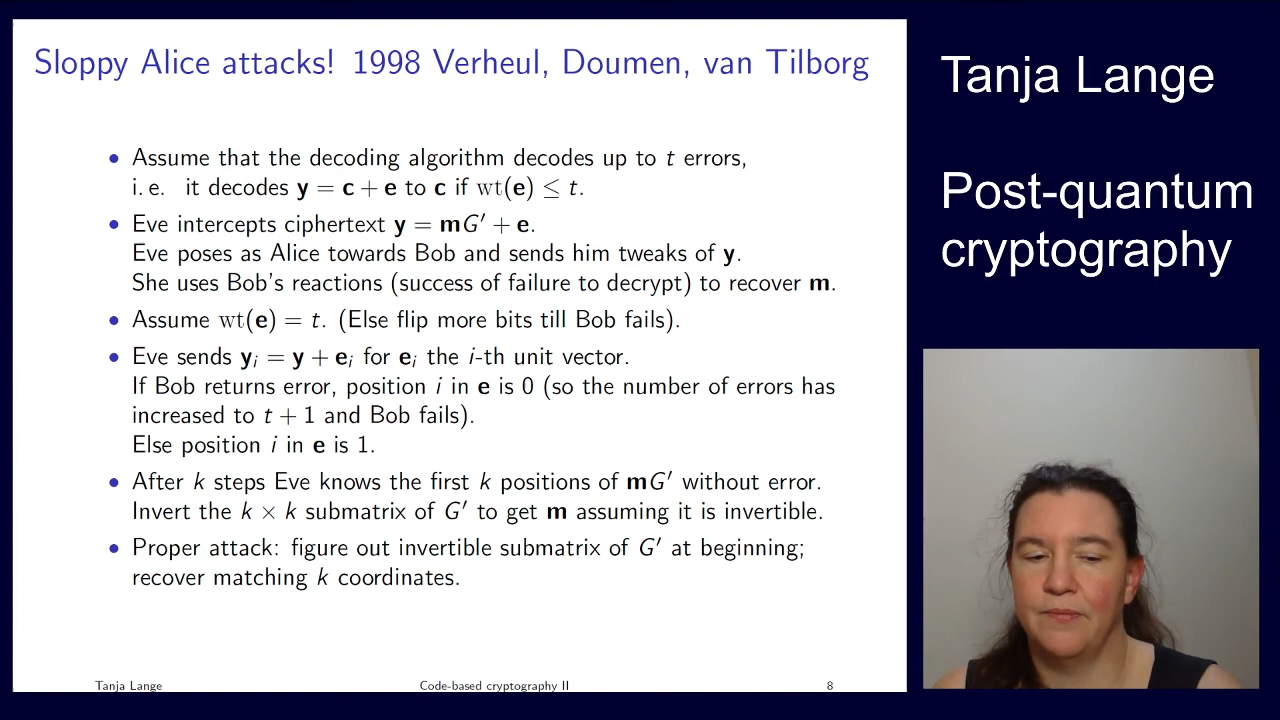 Sloppy Alice attacks! 1998 Verheul, Doumen, van Tilborg
• Assume that the decoding algorithm decodes up to t errors,
i. e. it decodes y = c + e to c if wt(e) ≤ t.
• Eve intercepts ciphertext y = mG′ + e.
Eve poses as Alice towards Bob and sends him tweaks of y.
She uses Bob's reactions (success of failure to decrypt) to recover m.
• Assume wt(e) = t. (Else flip more bits till Bob fails).
• Eve sends yᵢ = y + eᵢ for eᵢ the i-th unit vector.
If Bob returns error, position i in e is 0 (so the number of errors has
increased to t + 1 and Bob fails).
Else position i in e is 1.
• After k steps Eve knows the first k positions of mG′ without error.
Invert the k × k submatrix of G′ to get m assuming it is invertible.
• Proper attack: figure out invertible submatrix of G′ at beginning;
recover matching k coordinates.
Tanja Lange
Code-based cryptography II
8
Tanja Lange
Post-quantum
cryptography